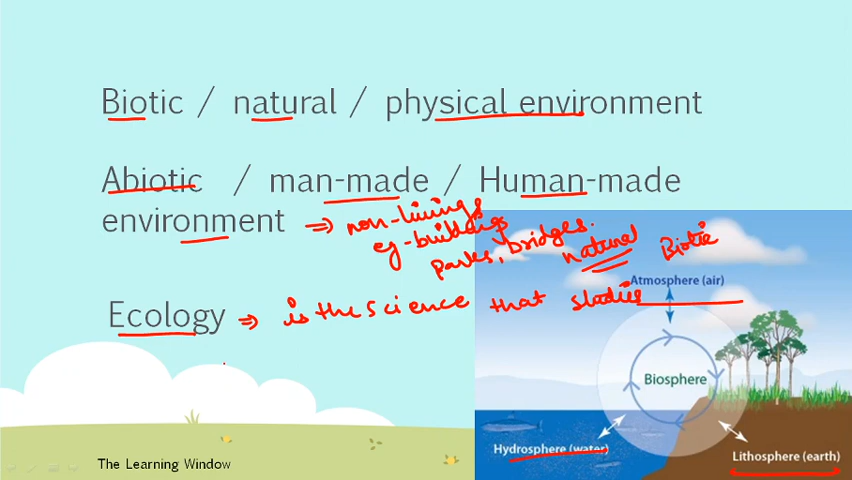 Biotic / natural / physical environment
Abiotic / man-made / Human-made
environment ⇒ non-livings
eg-buildings
parks, bridges.
natural Biotic
Atmosphere (air)
Ecology ⇒ is the science that studies
Biosphere
Hydrosphere (water)
Lithosphere (earth)
The Learning Window